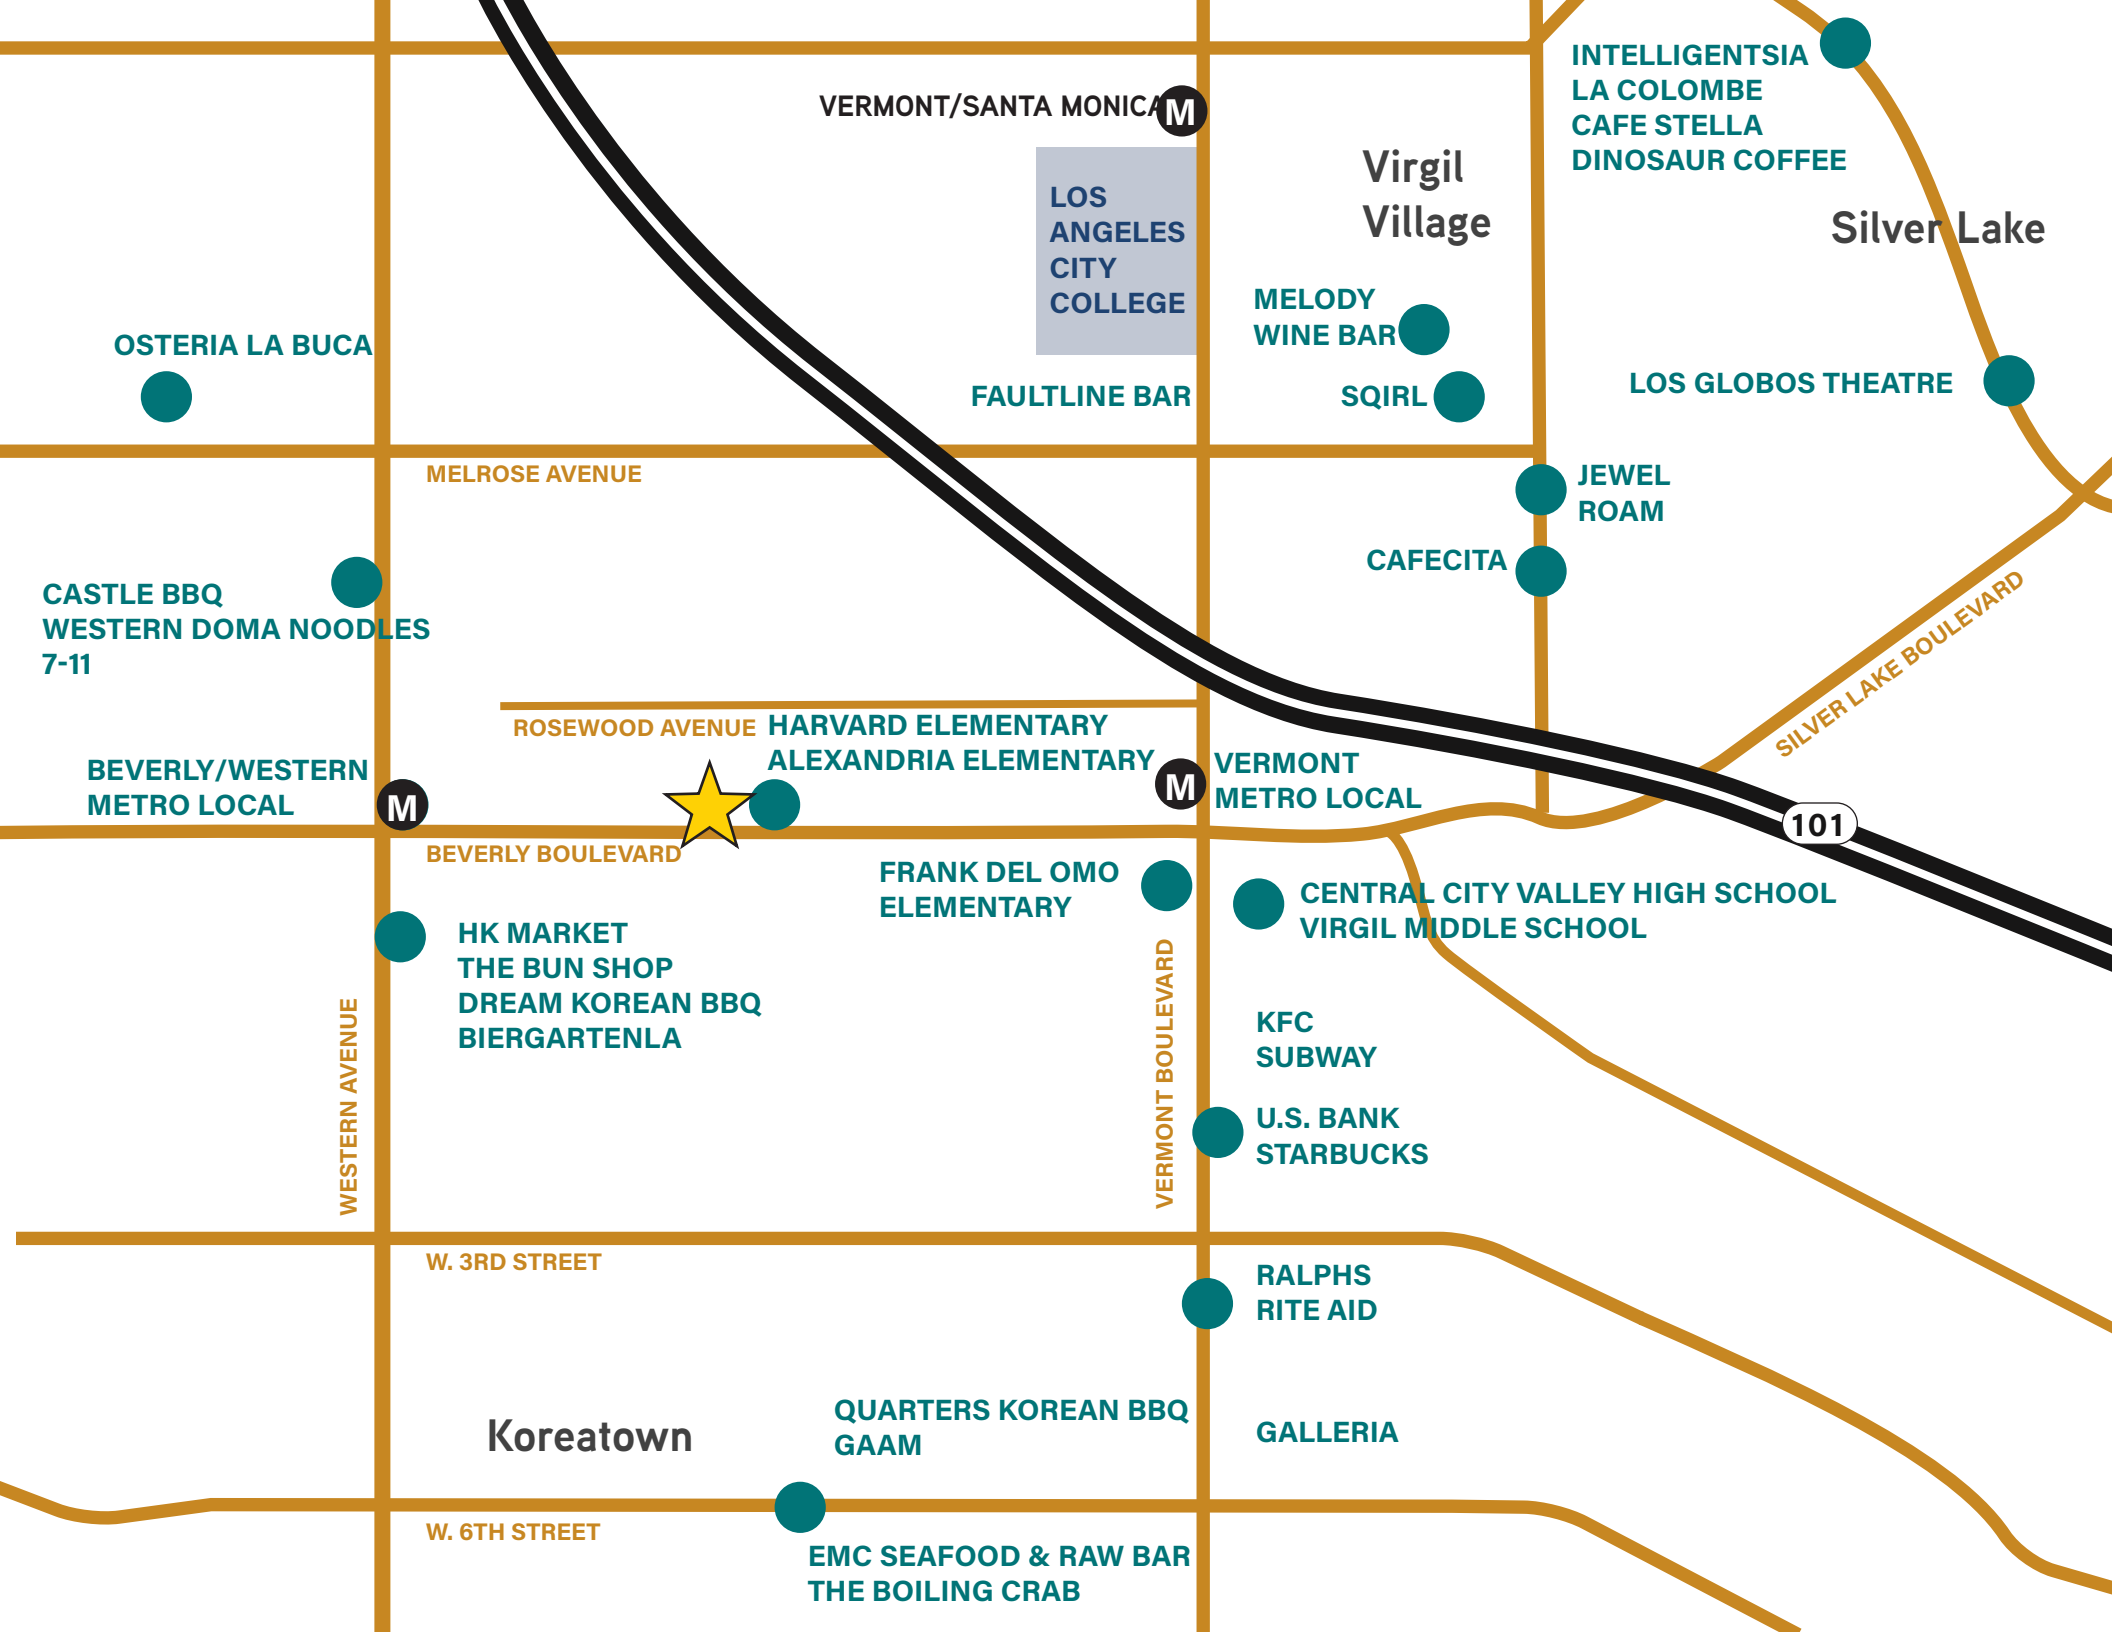 INTELLIGENTSIA
LA COLOMBE
CAFE STELLA
DINOSAUR COFFEE
VERMONT/SANTA MONICA
M
Virgil
Village
Silver Lake
LOS
ANGELES
CITY
COLLEGE
MELODY
WINE BAR
OSTERIA LA BUCA
FAULTLINE BAR
SQIRL
LOS GLOBOS THEATRE
MELROSE AVENUE
JEWEL
ROAM
CAFECITA
CASTLE BBQ
WESTERN DOMA NOODLES
7-11
SILVER LAKE BOULEVARD
ROSEWOOD AVENUE
HARVARD ELEMENTARY
ALEXANDRIA ELEMENTARY
BEVERLY/WESTERN
METRO LOCAL
M
M
VERMONT
METRO LOCAL
101
BEVERLY BOULEVARD
FRANK DEL OMO
ELEMENTARY
CENTRAL CITY VALLEY HIGH SCHOOL
VIRGIL MIDDLE SCHOOL
HK MARKET
THE BUN SHOP
DREAM KOREAN BBQ
BIERGARTENLA
WESTERN AVENUE
VERMONT BOULEVARD
KFC
SUBWAY
U.S. BANK
STARBUCKS
W. 3RD STREET
RALPHS
RITE AID
Koreatown
QUARTERS KOREAN BBQ
GAAM
GALLERIA
W. 6TH STREET
EMC SEAFOOD & RAW BAR
THE BOILING CRAB